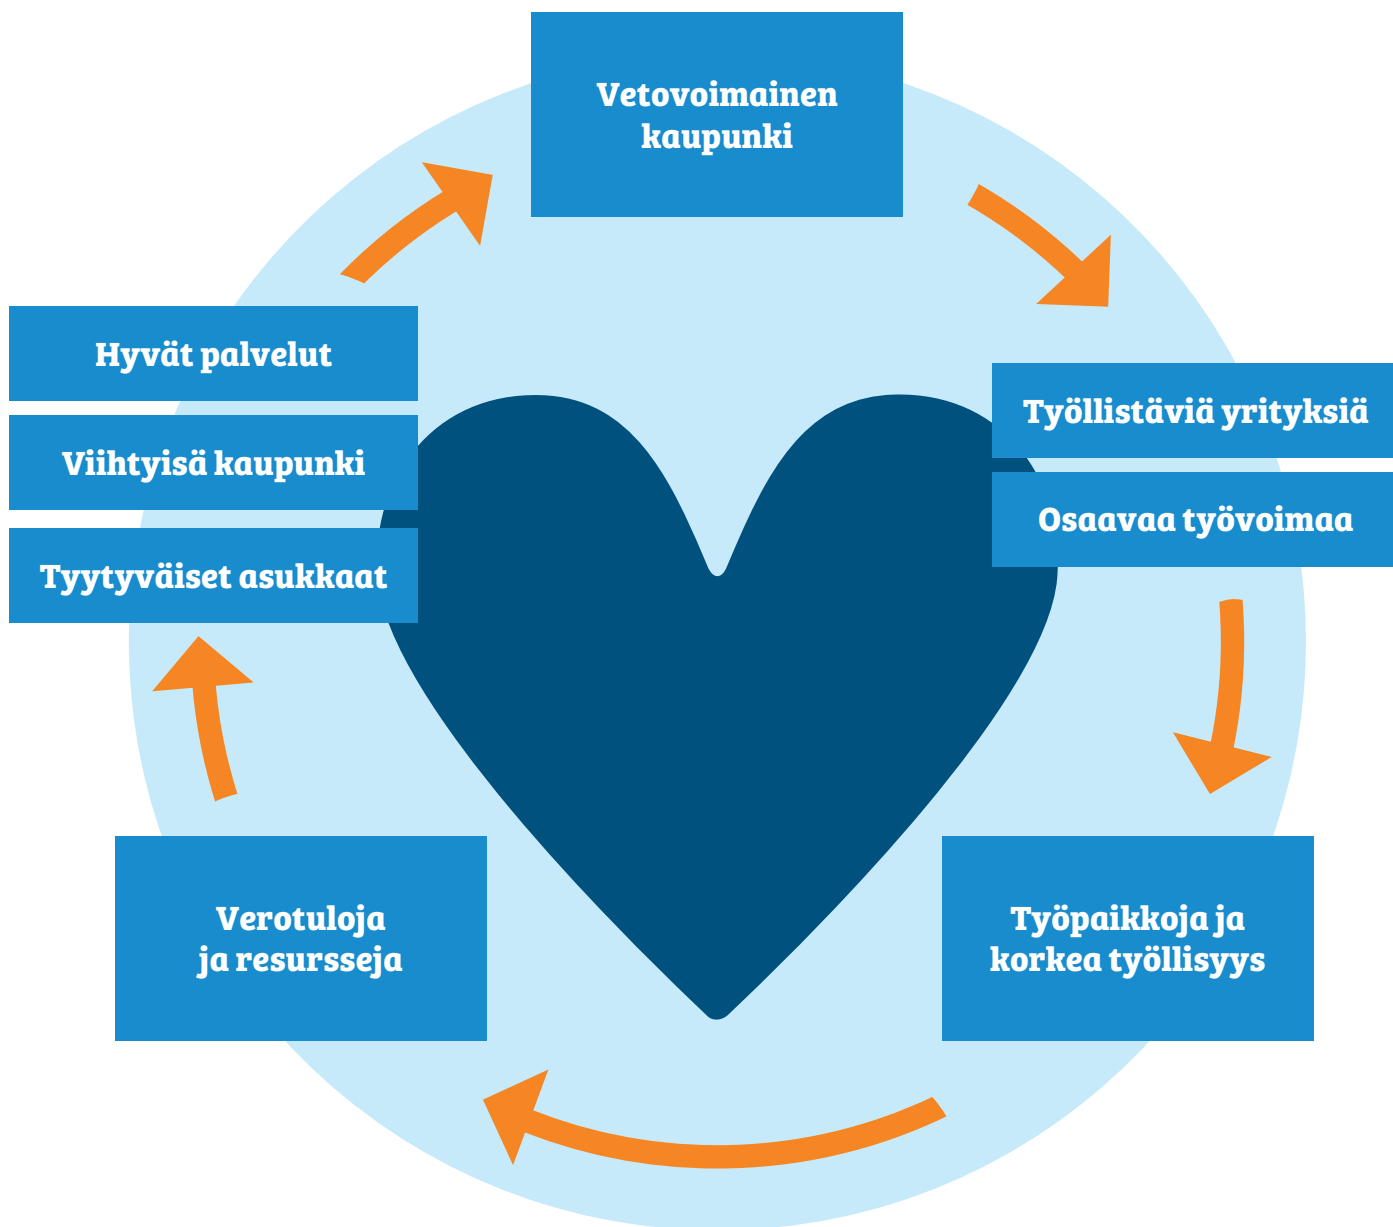 Vetovoimainen
kaupunki
Hyvät palvelut
Viihtyisä kaupunki
Tyytyväiset asukkaat
Työllistäviä yrityksiä
Osaavaa työvoimaa
Verotuloja
ja resursseja
Työpaikkoja ja
korkea työllisyys